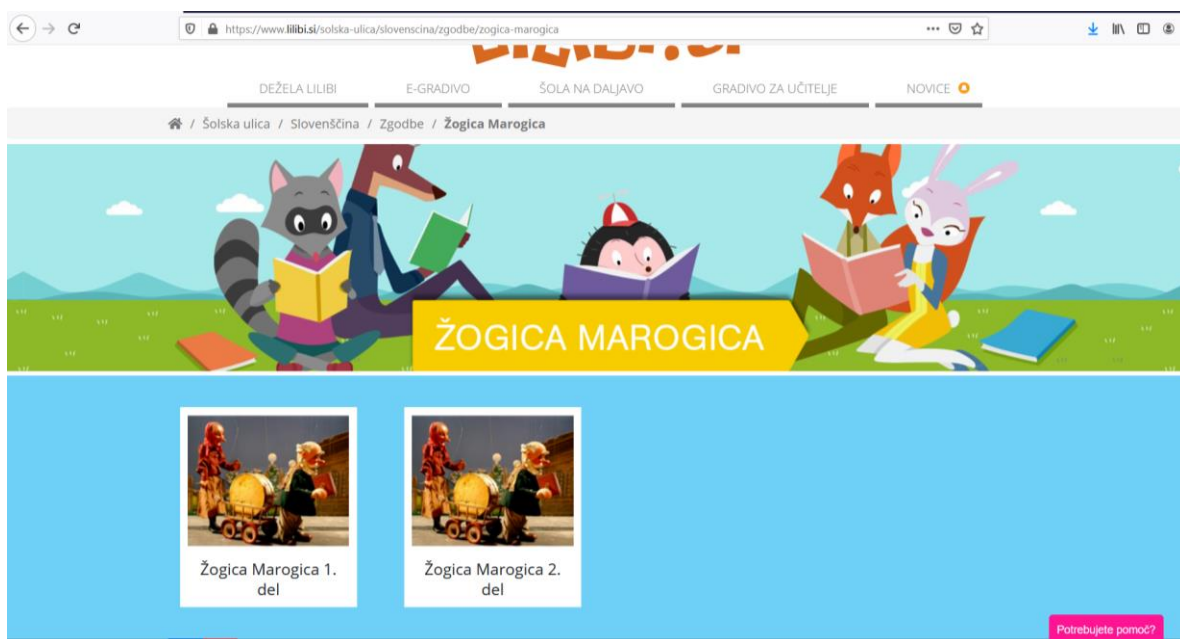 https://www.lilibi.si/solska-ulica/slovenscina/zgodbe/zogica-marogica
LILIBI.SI
DEŽELA LILIBI E-GRADIVO ŠOLA NA DALJAVO GRADIVO ZA UČITELJE NOVICE
/ Šolska ulica / Slovenščina / Zgodbe / Žogica Marogica
ŽOGICA MAROGICA
Žogica Marogica 1.
del
Žogica Marogica 2.
del
Potrebujete pomoč?